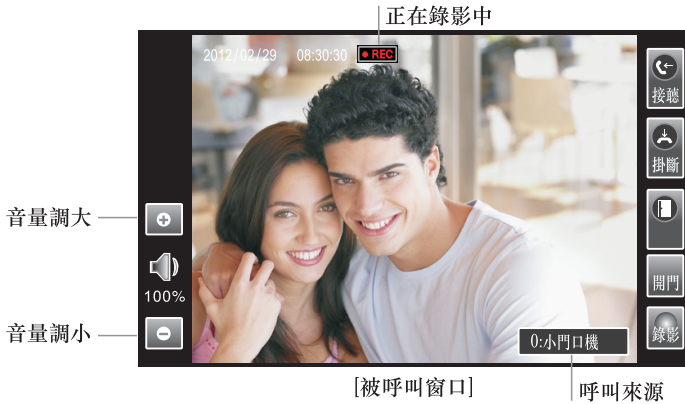 正在錄影中
2012/02/29 08:30:30 REC
接聽
掛斷
音量調大
100%
開門
音量調小
錄影
0:小門口機
[被呼叫窗口]
呼叫來源